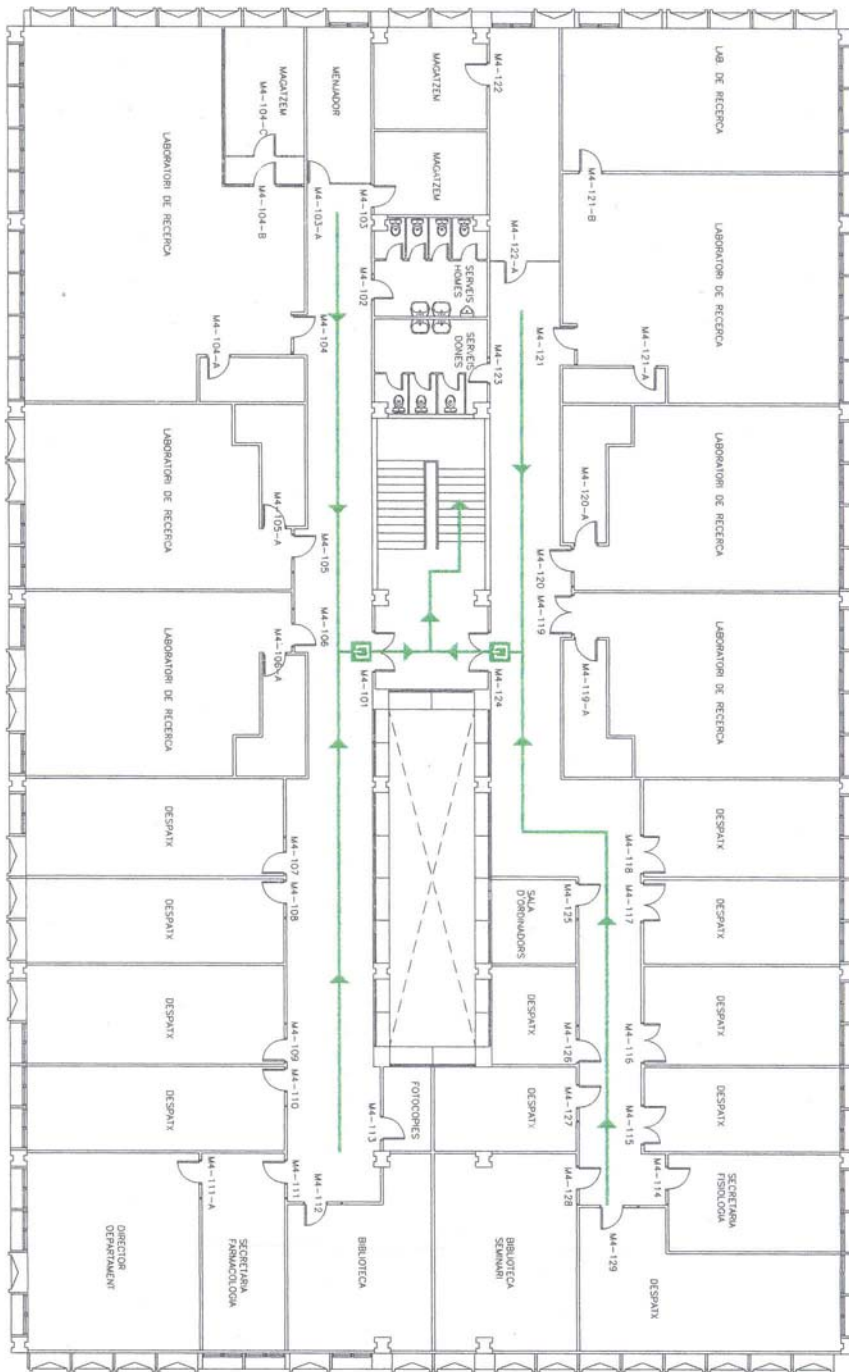 LAB. DE RECERCA
LABORATORI DE RECERCA
LABORATORI DE RECERCA
LABORATORI DE RECERCA
DESPATX
DESPATX
DESPATX
DESPATX
SECRETARIA
FISIOLOGIA
DESPATX
M4-121-B
M4-121-A
M4-120-A
M4-119-A
M4-118
M4-117
M4-116
M4-115
M4-114
M4-129
M4-122
M4-122-A
M4-121
M4-120
M4-119
M4-123
M4-124
M4-125
M4-126
M4-127
M4-128
MAGATZEM
MAGATZEM
SERVEIS
HOMES
SERVEIS
DONES
SALA
D'ORDINADORS
DESPATX
DESPATX
BIBLIOTECA
SEMINARI
FOTOCOPIES
M4-103
M4-102
M4-101
M4-113
MENJADOR
M4-103-A
M4-104
M4-105
M4-106
M4-107
M4-108
M4-109
M4-110
M4-111
M4-112
BIBLIOTECA
MAGATZEM
M4-104-C
M4-104-B
M4-104-A
M4-105-A
M4-106-A
M4-111-A
SECRETARIA
FARMACOLOGIA
LABORATORI DE RECERCA
LABORATORI DE RECERCA
LABORATORI DE RECERCA
DESPATX
DESPATX
DESPATX
DESPATX
DIRECTOR
DEPARTAMENT